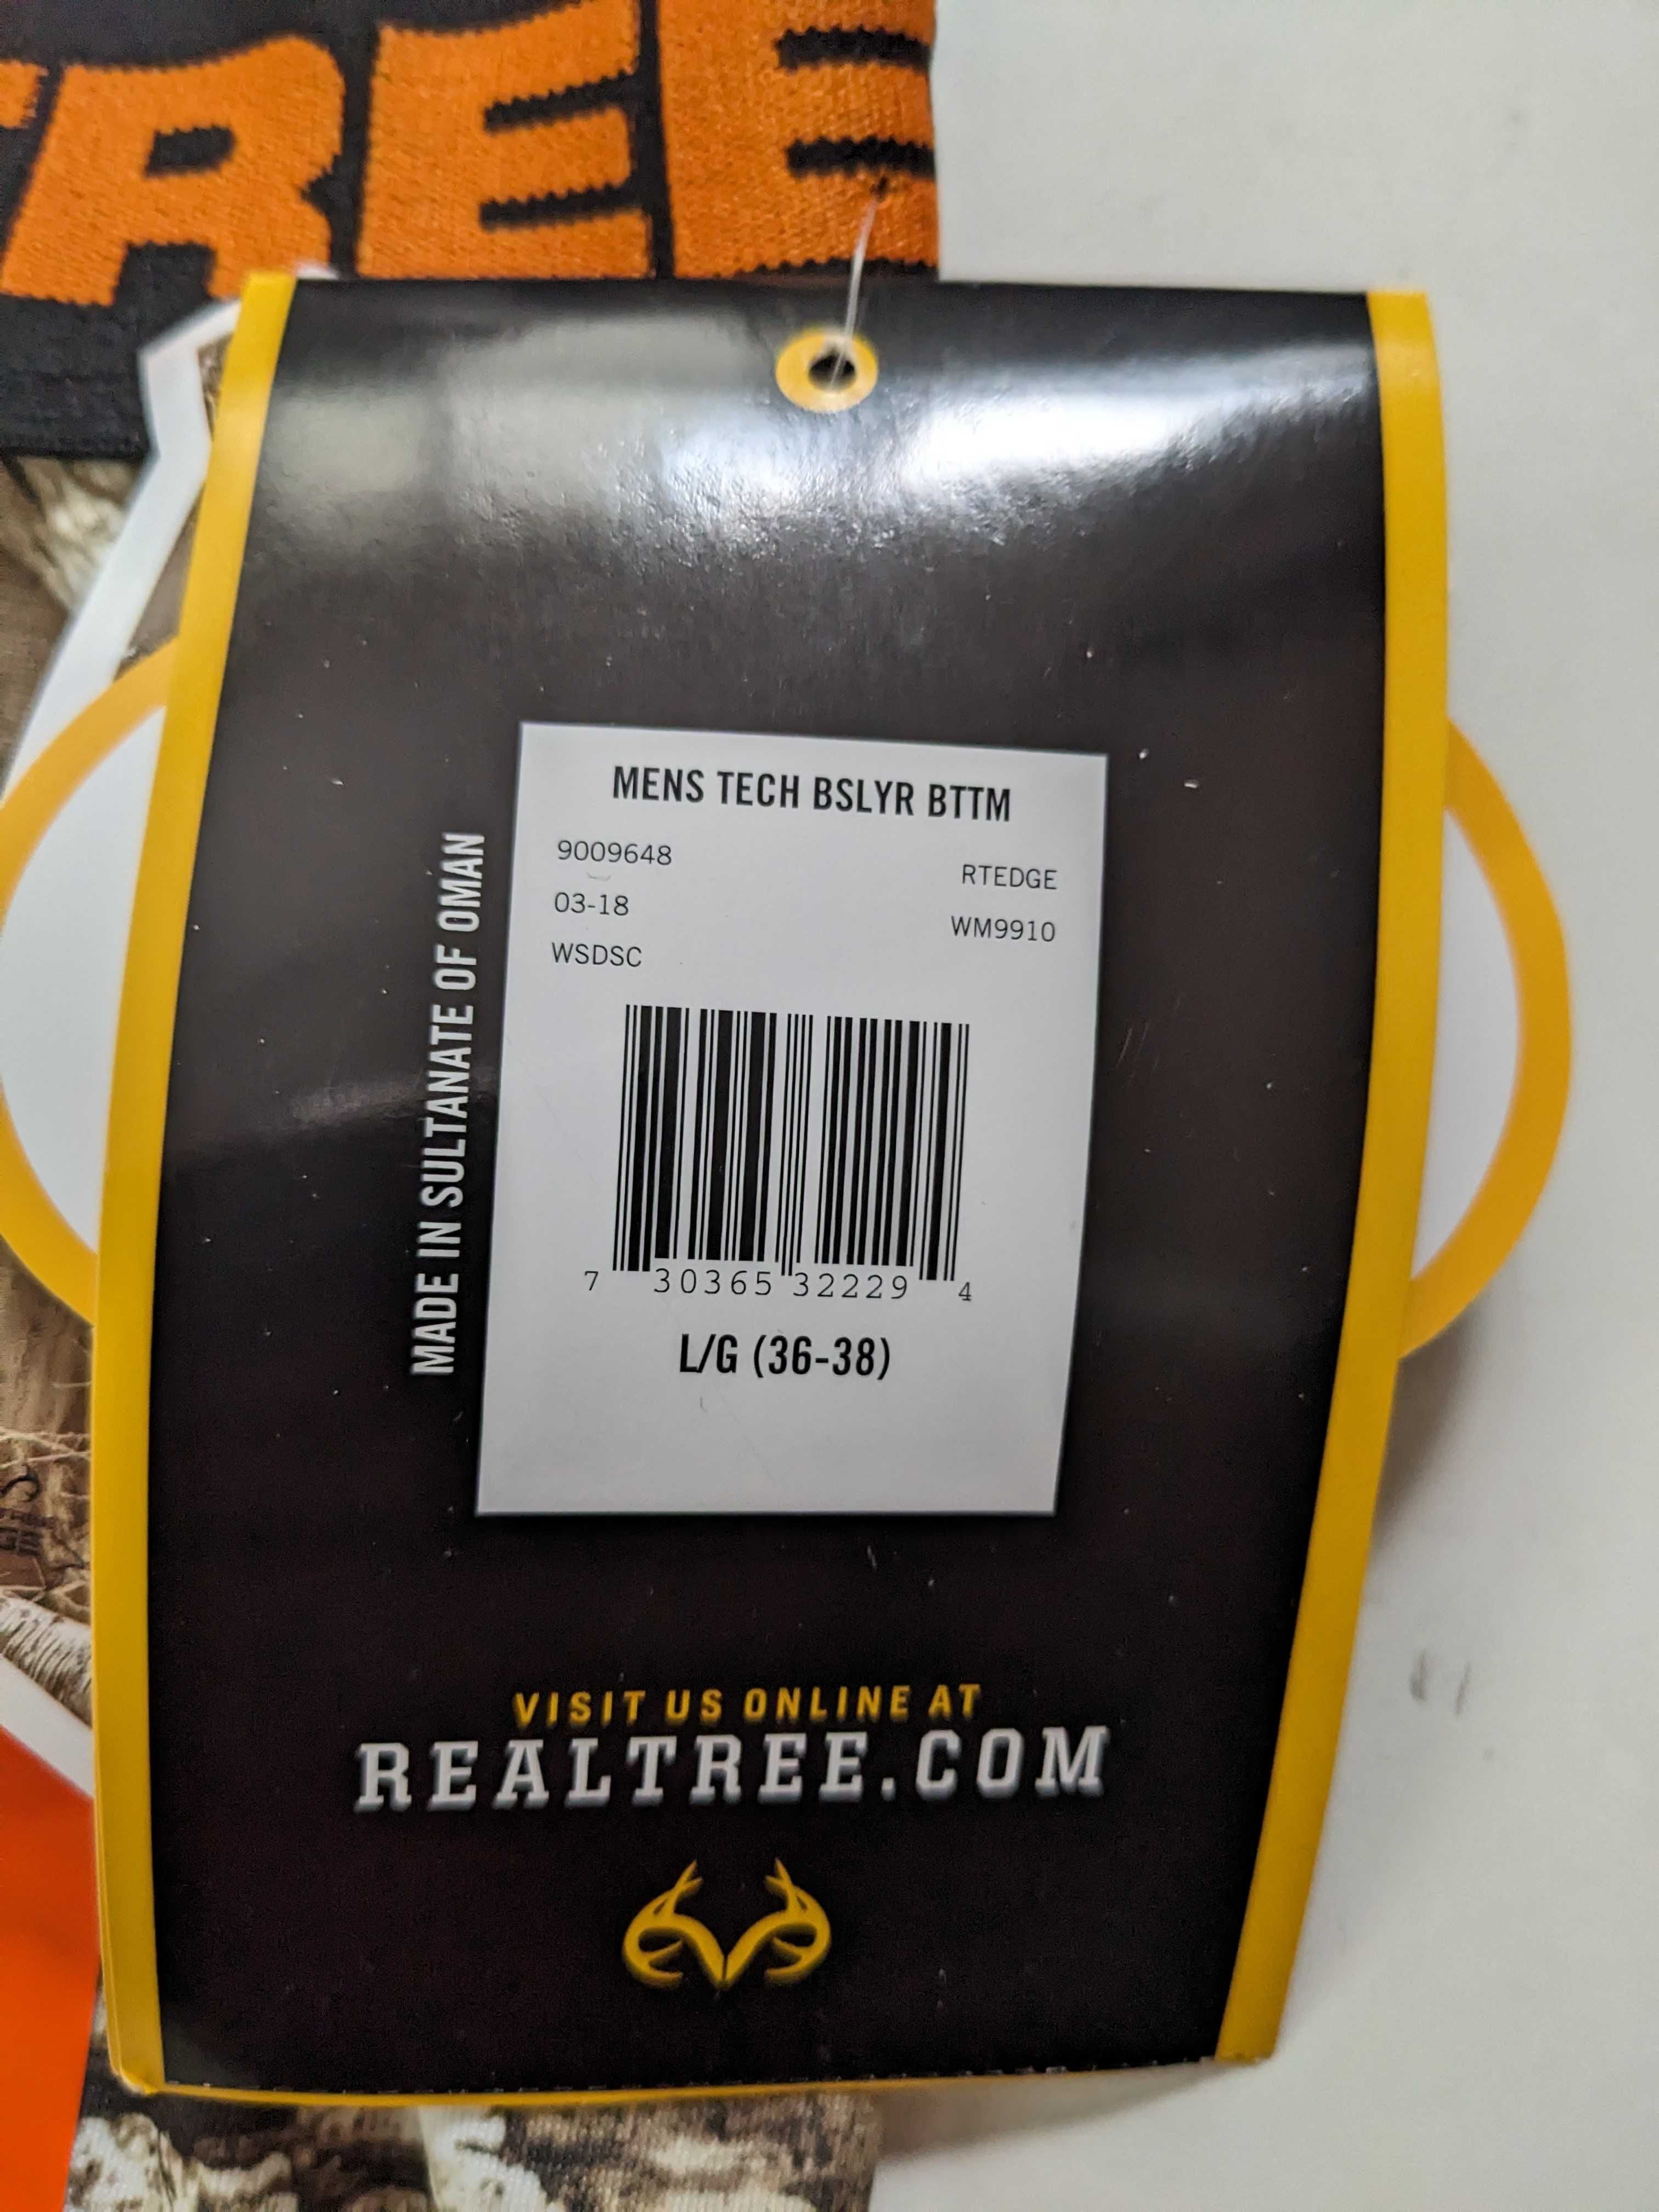 TREE
MENS TECH BSLYR BTTM
9009648
RTEDGE
03-18
WM9910
WSDSC
7 30365 32229 4
L/G (36-38)
MADE IN SULTANATE OF OMAN
VISIT US ONLINE AT
REALTREE.COM